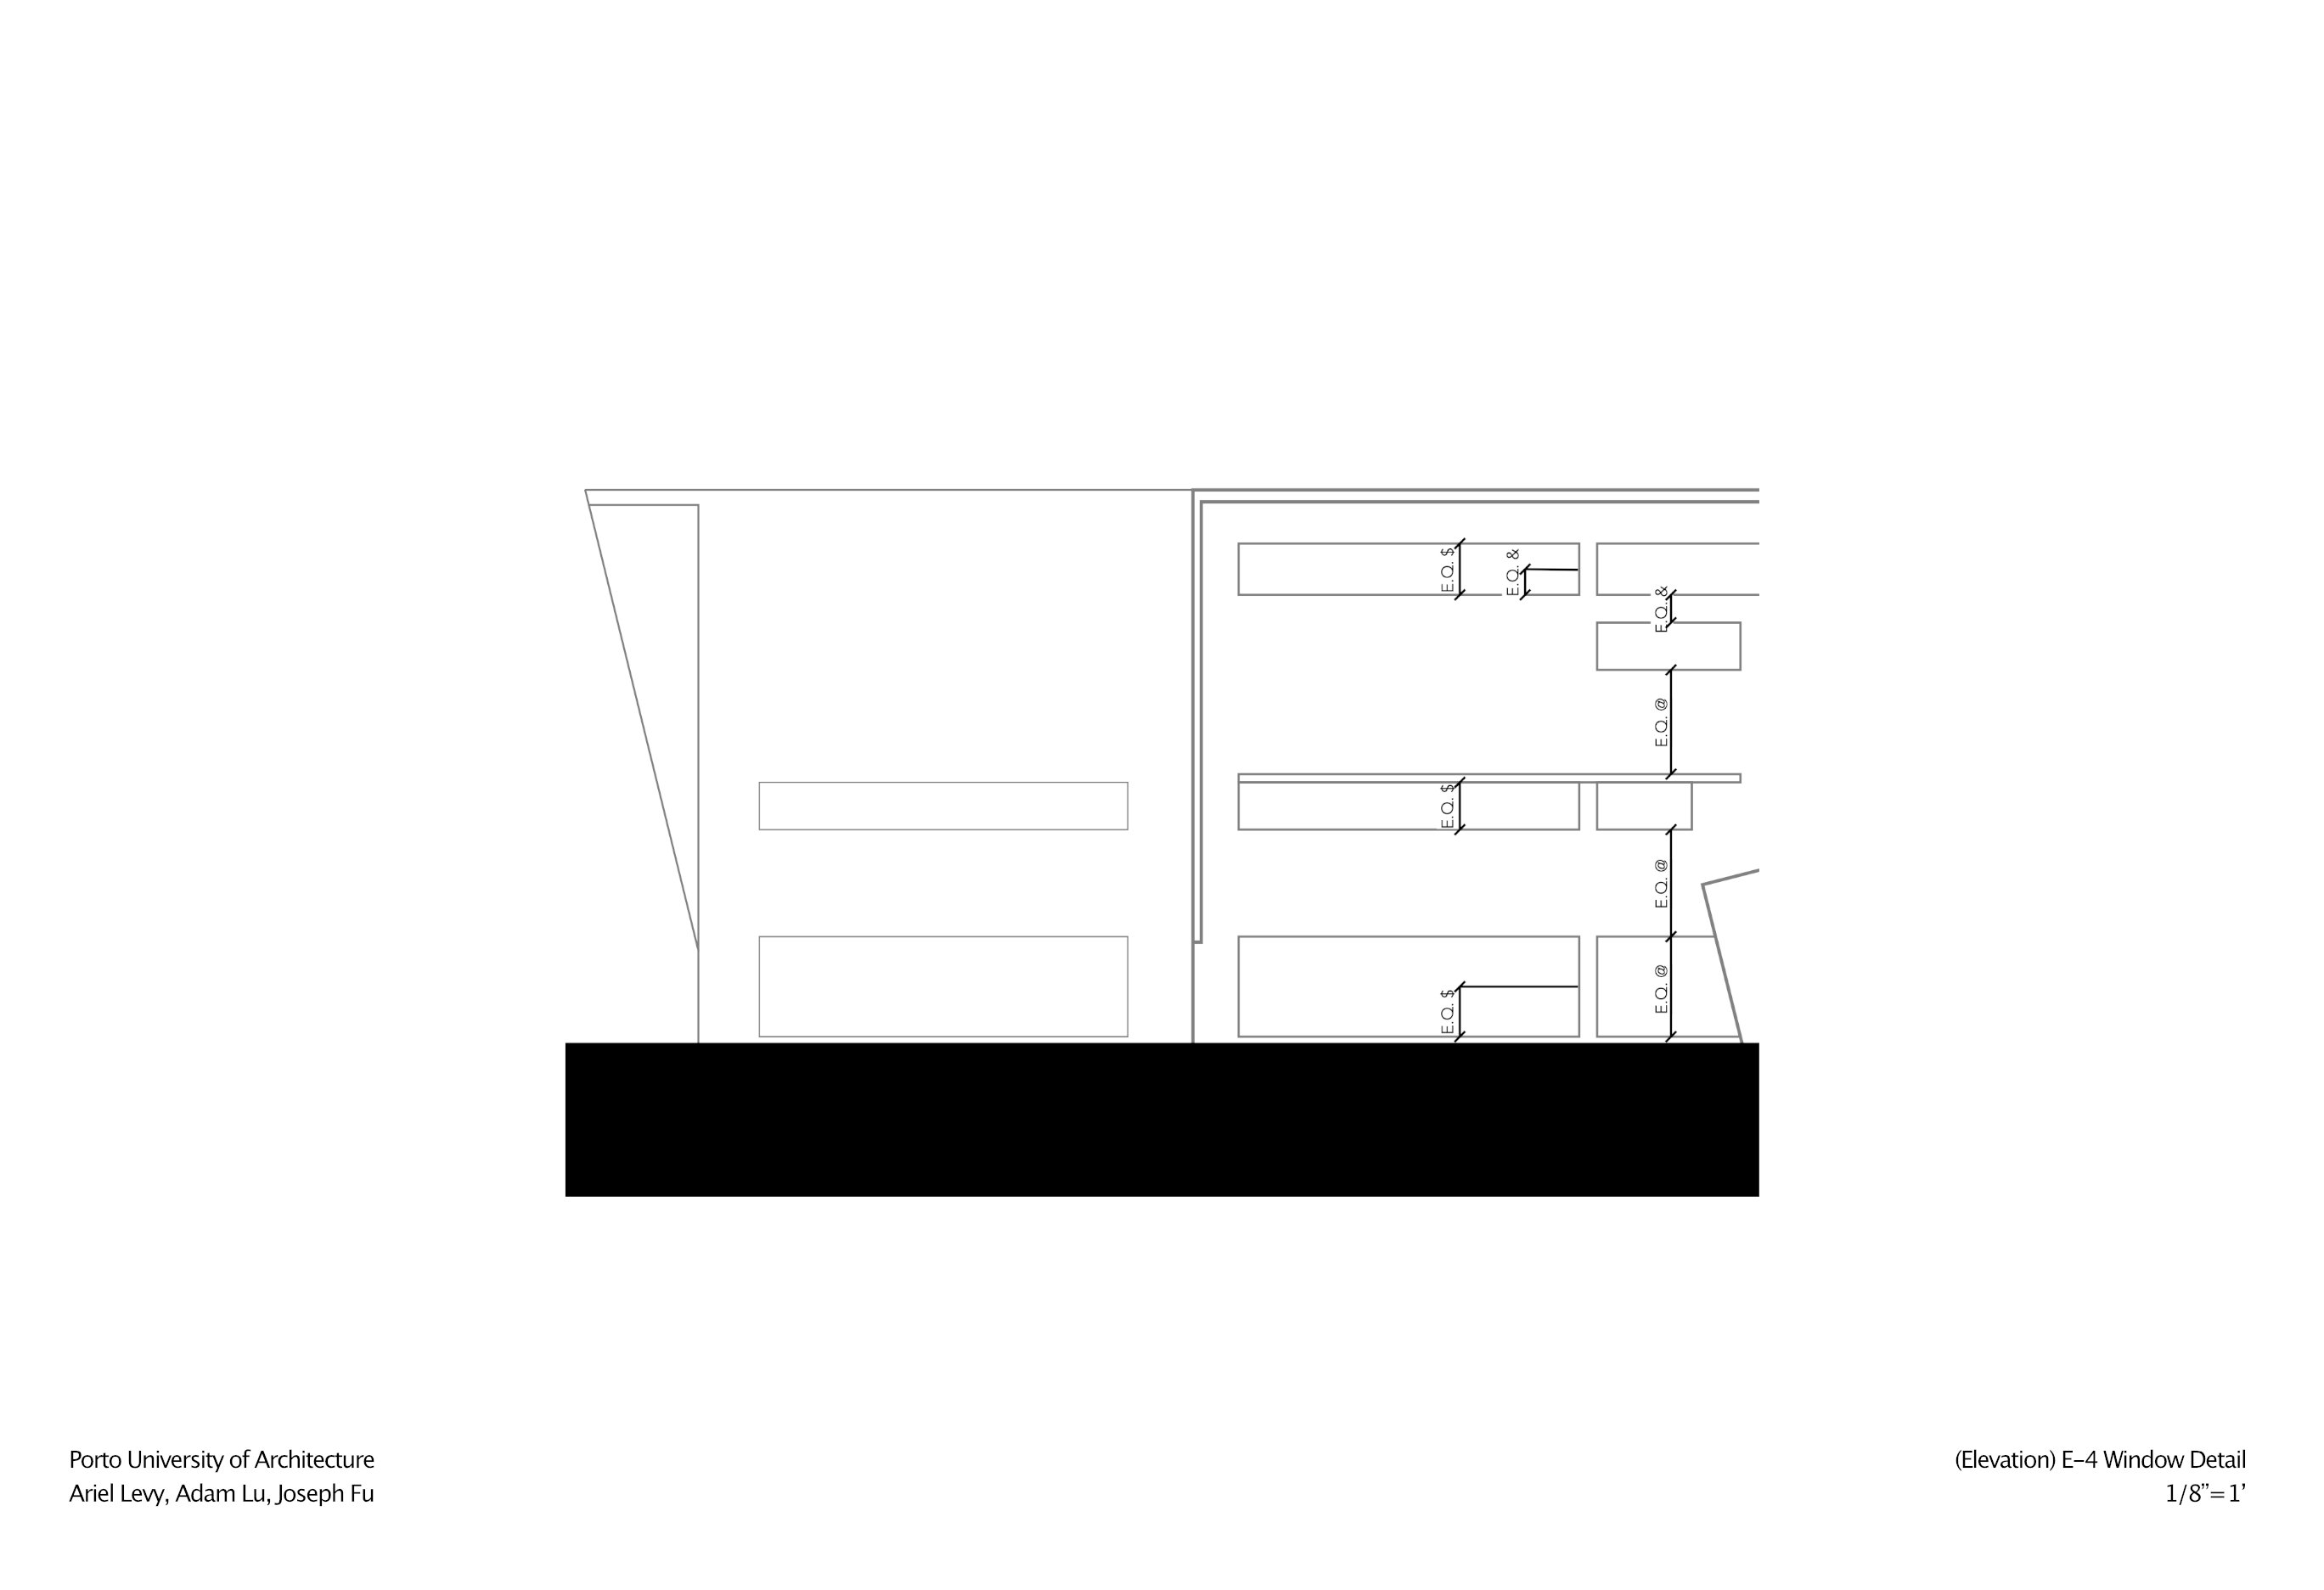 E.Q. $
E.Q. &
E.Q. &
E.Q. @
E.Q. $
E.Q. @
E.Q. @
E.Q. $
Porto University of Architecture
Ariel Levy, Adam Lu, Joseph Fu
(Elevation) E–4 Window Detail
1/8”=1’